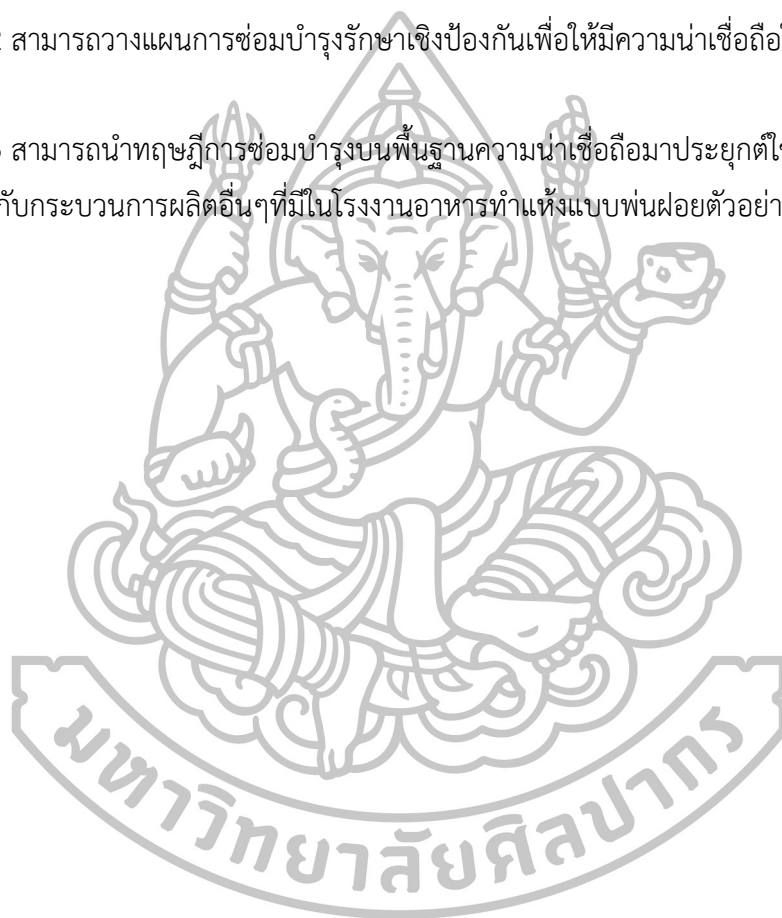 สามารถวางแผนการซ่อมบำรุงรักษาเชิงป้องกันเพื่อให้มีความน่าเชื่อถือ
สามารถนำทฤษฎีการซ่อมบำรุงบนพื้นฐานความน่าเชื่อถือมาประยุกต์
กับกระบวนการผลิตอื่นๆที่มีในโรงงานอาหารทำแห้งแบบพ่นฝอยตัวอย่า
มหาวิทยาลัยศิลปากร